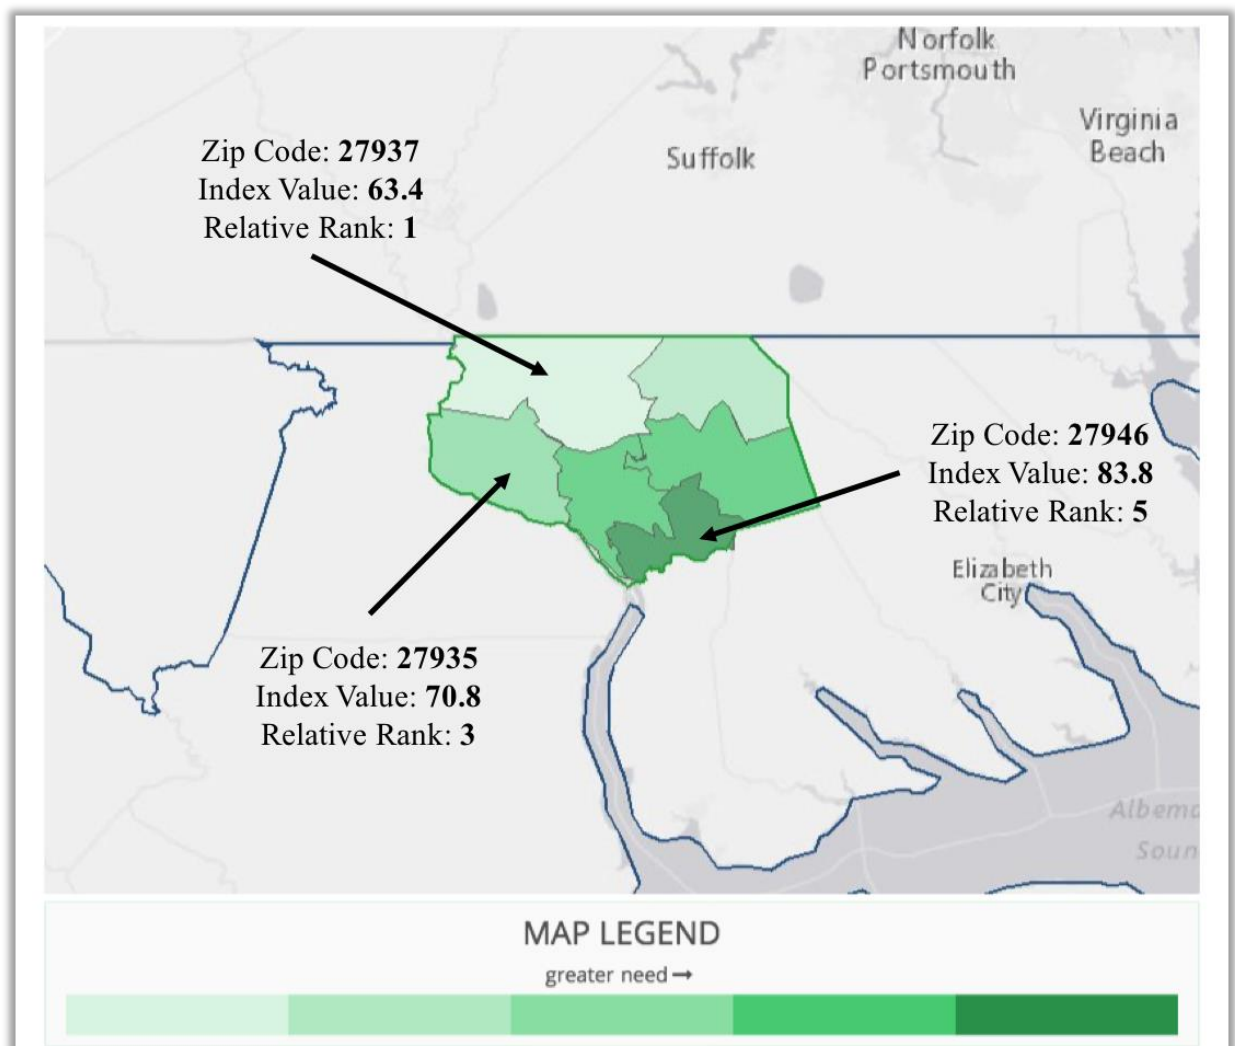 Norfolk
Portsmouth
Virginia
Beach
Suffolk
Zip Code: 27937
Index Value: 63.4
Relative Rank: 1
Zip Code: 27946
Index Value: 83.8
Relative Rank: 5
Elizabeth
City
Zip Code: 27935
Index Value: 70.8
Relative Rank: 3
Albema
Soun
MAP LEGEND
greater need →